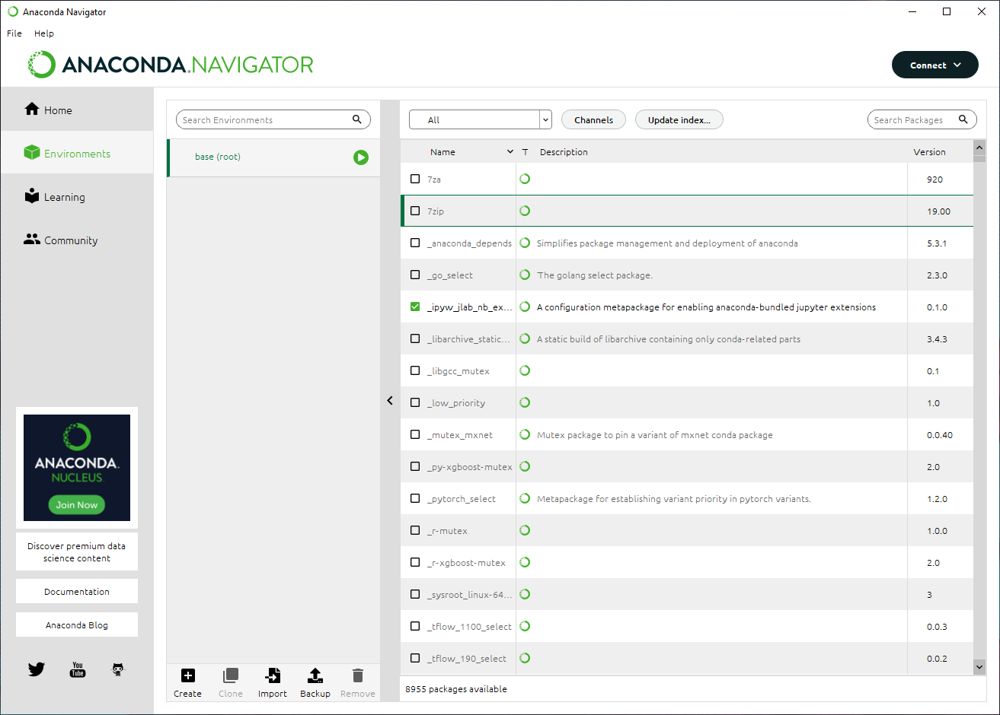 Anaconda Navigator
File Help
ANACONDA.NAVIGATOR
Connect
Home
Environments
Learning
Community
ANACONDA.
NUCLEUS
Join Now
Discover premium data
science content
Documentation
Anaconda Blog
You
Tube
Search Environments
base (root)
Create Clone Import Backup Remove
All Channels Update index... Search Packages
Name T Description Version
7za 920
7zip 19.00
_anaconda_depends Simplifies package management and deployment of anaconda 5.3.1
_go_select The golang select package. 2.3.0
_ipyw_jlab_nb_ex... A configuration metapackage for enabling anaconda-bundled jupyter extensions 0.1.0
_libarchive_static... A static build of libarchive containing only conda-related parts 3.4.3
_libgcc_mutex 0.1
_low_priority 1.0
_mutex_mxnet Mutex package to pin a variant of mxnet conda package 0.0.40
_py-xgboost-mutex 2.0
_pytorch_select Metapackage for establishing variant priority in pytorch variants. 1.2.0
_r-mutex 1.0.0
_r-xgboost-mutex 2.0
_sysroot_linux-64... 3
_tflow_1100_select 0.0.3
_tflow_190_select 0.0.2
8955 packages available